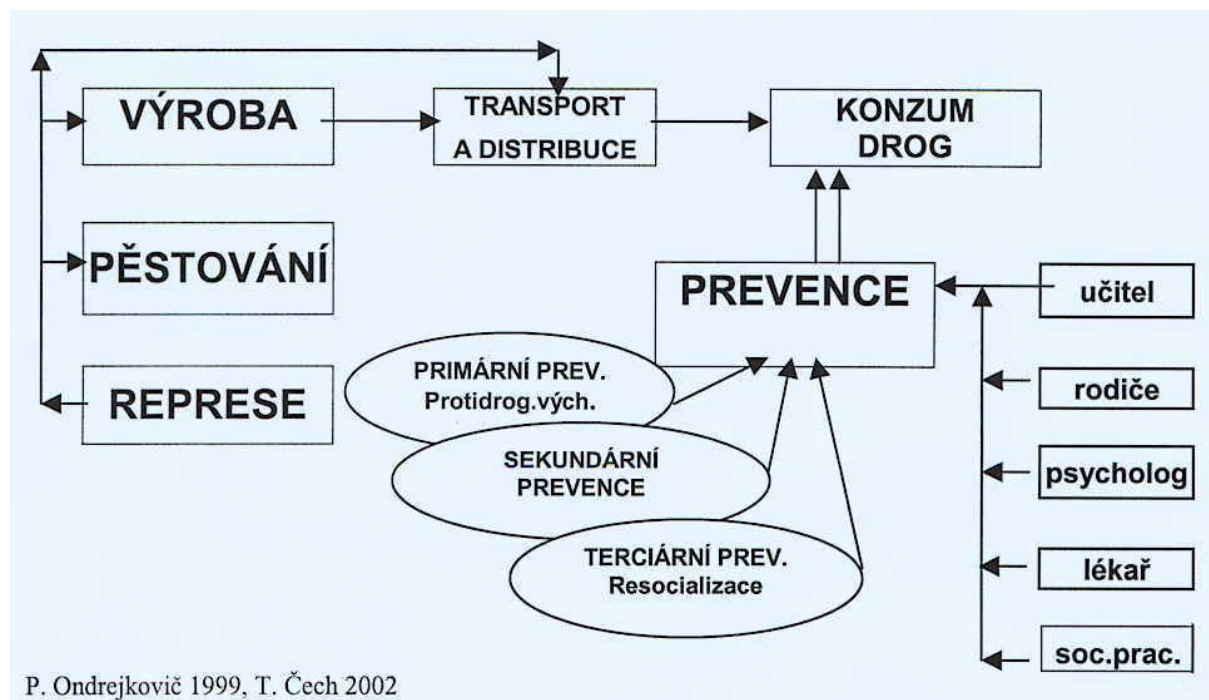 VÝROBA
TRANSPORT
A DISTRIBUCE
KONZUM
DROG
PĚSTOVÁNÍ
PREVENCE
učitel
REPRESE
PRIMÁRNÍ PREV.
Protidrog.vých.
rodiče
SEKUNDÁRNÍ
PREVENCE
psycholog
TERCIÁRNÍ PREV.
Resocializace
lékař
soc.prac.
P. Ondrejkovič 1999, T. Čech 2002